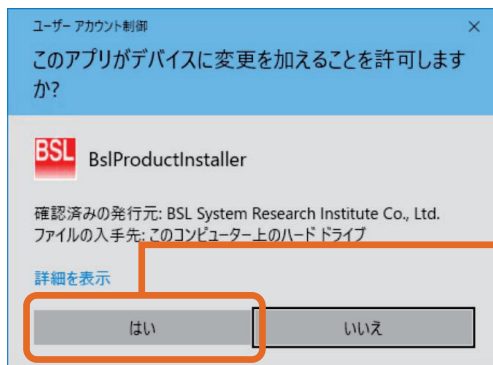 ユーザー アカウント制御
このアプリがデバイスに変更を加えることを許可します
か?
BSL BslProductInstaller
確認済みの発行元: BSL System Research Institute Co., Ltd.
ファイルの入手先: このコンピューター上のハード ドライブ
詳細を表示
はい いいえ